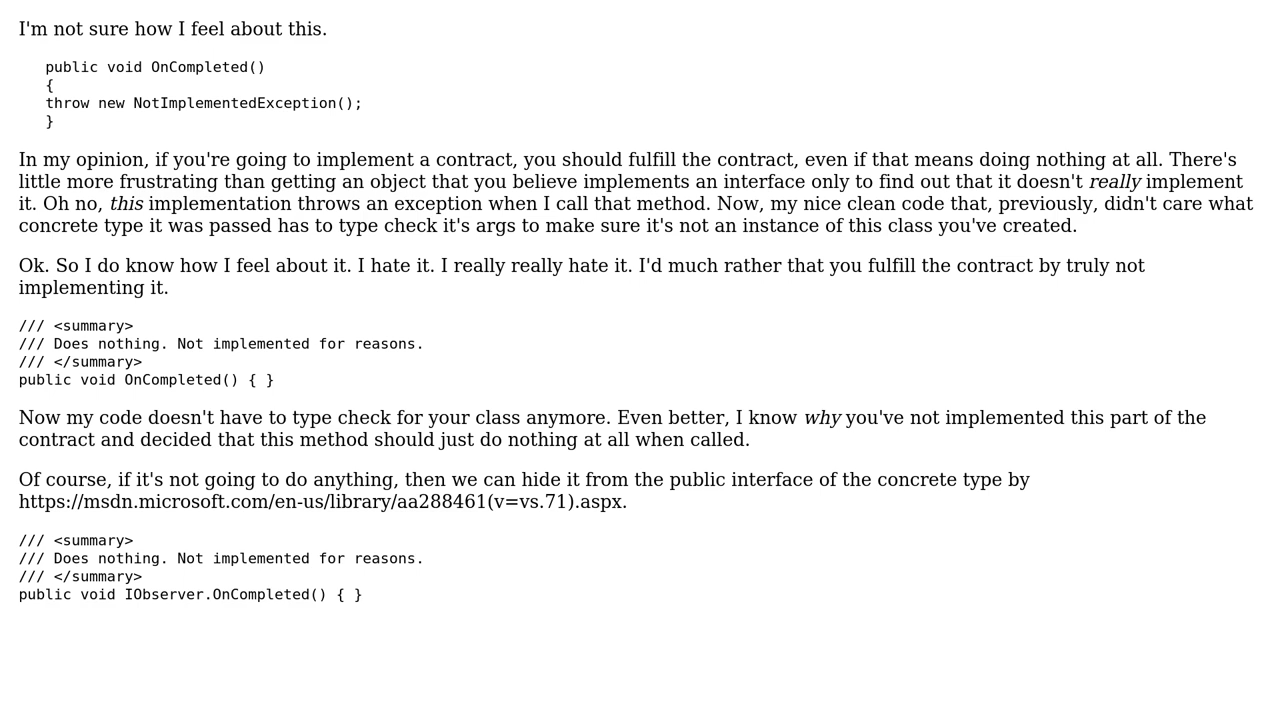 I'm not sure how I feel about this.
public void OnCompleted()
{
throw new NotImplementedException();
}
In my opinion, if you're going to implement a contract, you should fulfill the contract, even if that means doing nothing at all. There's
little more frustrating than getting an object that you believe implements an interface only to find out that it doesn't really implement
it. Oh no, this implementation throws an exception when I call that method. Now, my nice clean code that, previously, didn't care what
concrete type it was passed has to type check it's args to make sure it's not an instance of this class you've created.
Ok. So I do know how I feel about it. I hate it. I really really hate it. I'd much rather that you fulfill the contract by truly not
implementing it.
/// <summary>
/// Does nothing. Not implemented for reasons.
/// </summary>
public void OnCompleted() { }
Now my code doesn't have to type check for your class anymore. Even better, I know why you've not implemented this part of the
contract and decided that this method should just do nothing at all when called.
Of course, if it's not going to do anything, then we can hide it from the public interface of the concrete type by
https://msdn.microsoft.com/en-us/library/aa288461(v=vs.71).aspx.
/// <summary>
/// Does nothing. Not implemented for reasons.
/// </summary>
public void IObserver.OnCompleted() { }